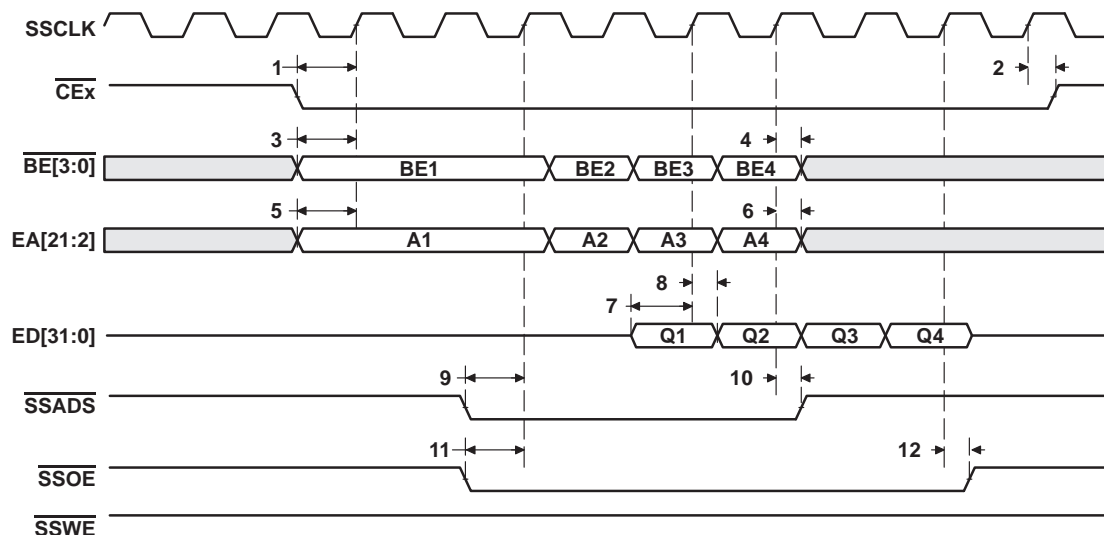 SSCLK
1
2
CEx
3
4
BE[3:0]
BE1
BE2
BE3
BE4
5
6
EA[21:2]
A1
A2
A3
A4
8
7
ED[31:0]
Q1
Q2
Q3
Q4
9
10
SSADS
11
12
SSOE
SSWE